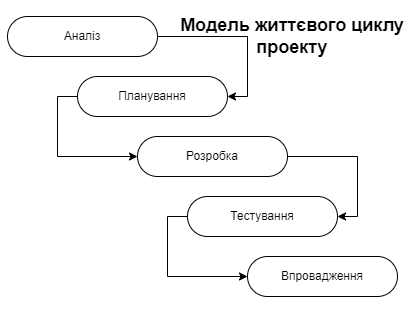 Модель життєвого циклу
проекту
Аналіз
Планування
Розробка
Тестування
Впровадження